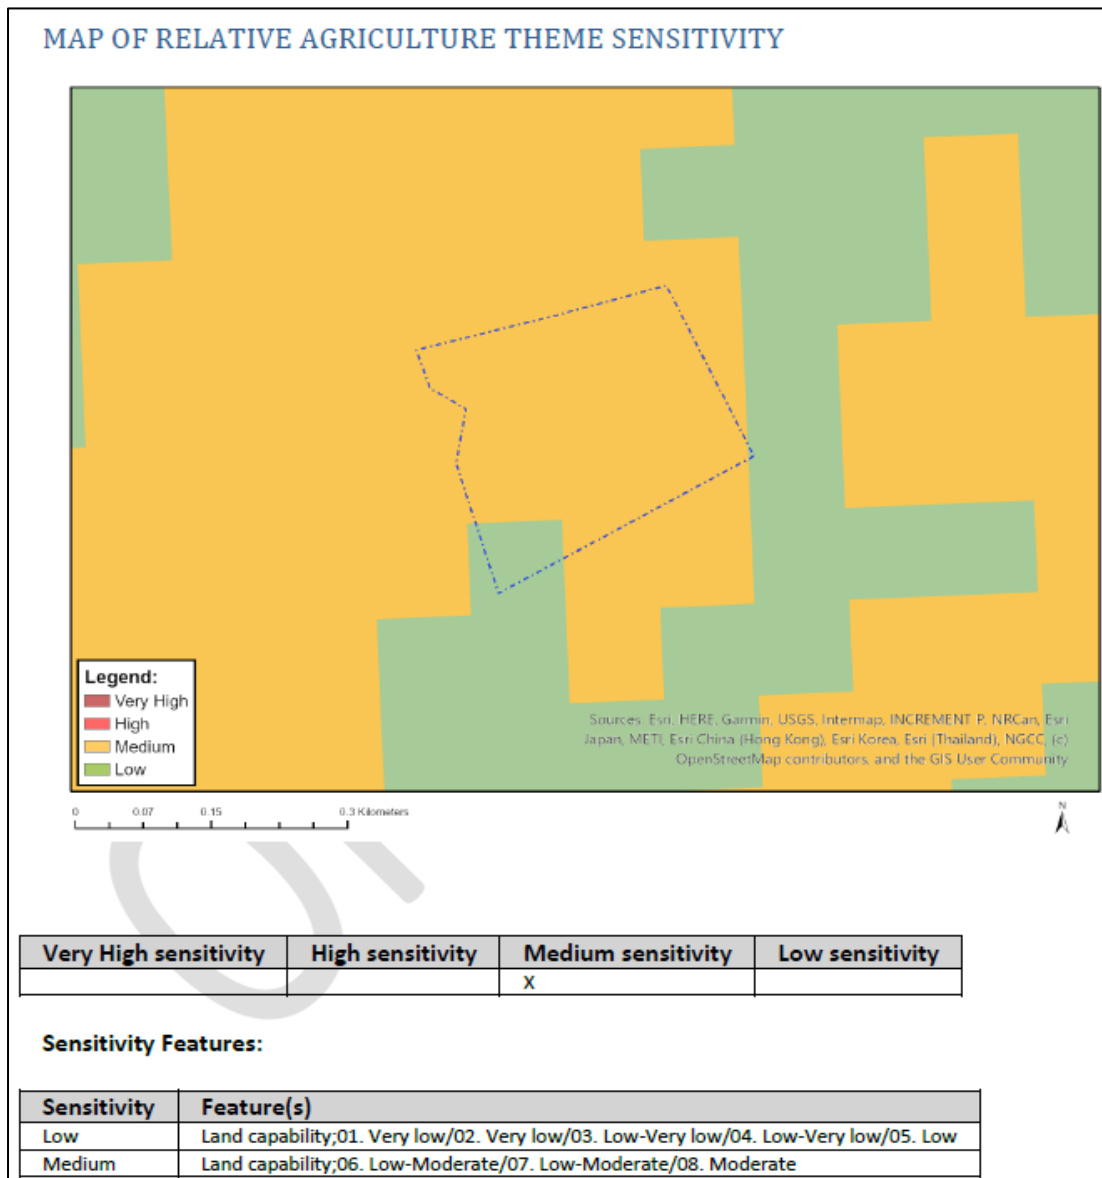 MAP OF RELATIVE AGRICULTURE THEME SENSITIVITY
Legend:
Very High
High
Medium
Low
Sources: Esri, HERE, Garmin, USGS, Intermap, INCREMENT P, NRCan, Esri
Japan, METI, Esri China (Hong Kong), Esri Korea, Esri (Thailand), NGCC, (c)
OpenStreetMap contributors, and the GIS User Community
0 0.07 0.15 0.3 Kilometers
N
Very High sensitivity High sensitivity Medium sensitivity Low sensitivity
X
Sensitivity Features:
Sensitivity Feature(s)
Low Land capability;01. Very low/02. Very low/03. Low-Very low/04. Low-Very low/05. Low
Medium Land capability;06. Low-Moderate/07. Low-Moderate/08. Moderate